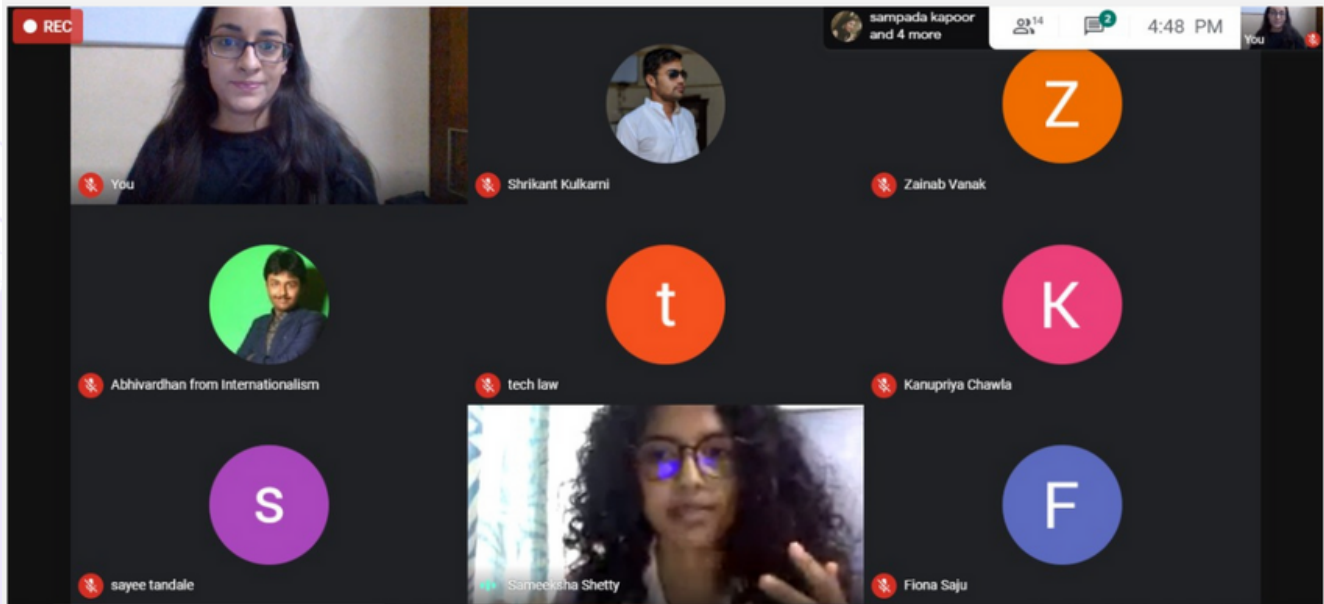 REC
sampada kapoor
and 4 more
14
2
4:48 PM
You
You
Shrikant Kulkarni
Z
Zainab Vanak
Abhivardhan from Internationalism
t
tech law
K
Kanupriya Chawla
S
sayee tandale
Sameeksha Shetty
F
Fiona Saju